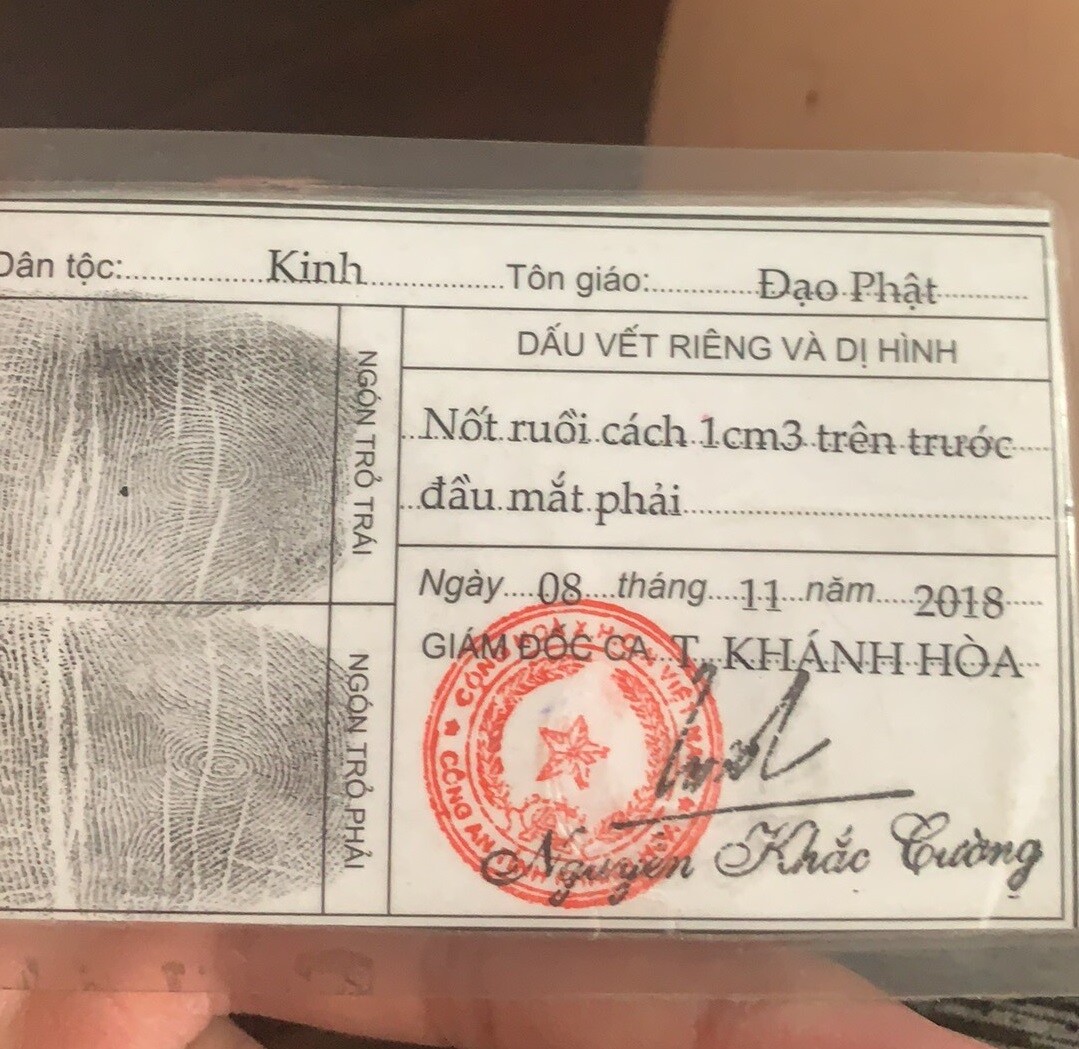 Dân tộc: Kinh Tôn giáo: Đạo Phật
NGÓN TRỎ TRÁI
NGÓN TRỎ PHẢI
DẤU VẾT RIÊNG VÀ DỊ HÌNH
Nốt ruồi cách 1cm3 trên trước
đầu mắt phải
Ngày 08 tháng 11 năm 2018
GIÁM ĐỐC CA T. KHÁNH HÒA
CÔNG AN
Nguyễn Khắc Cường